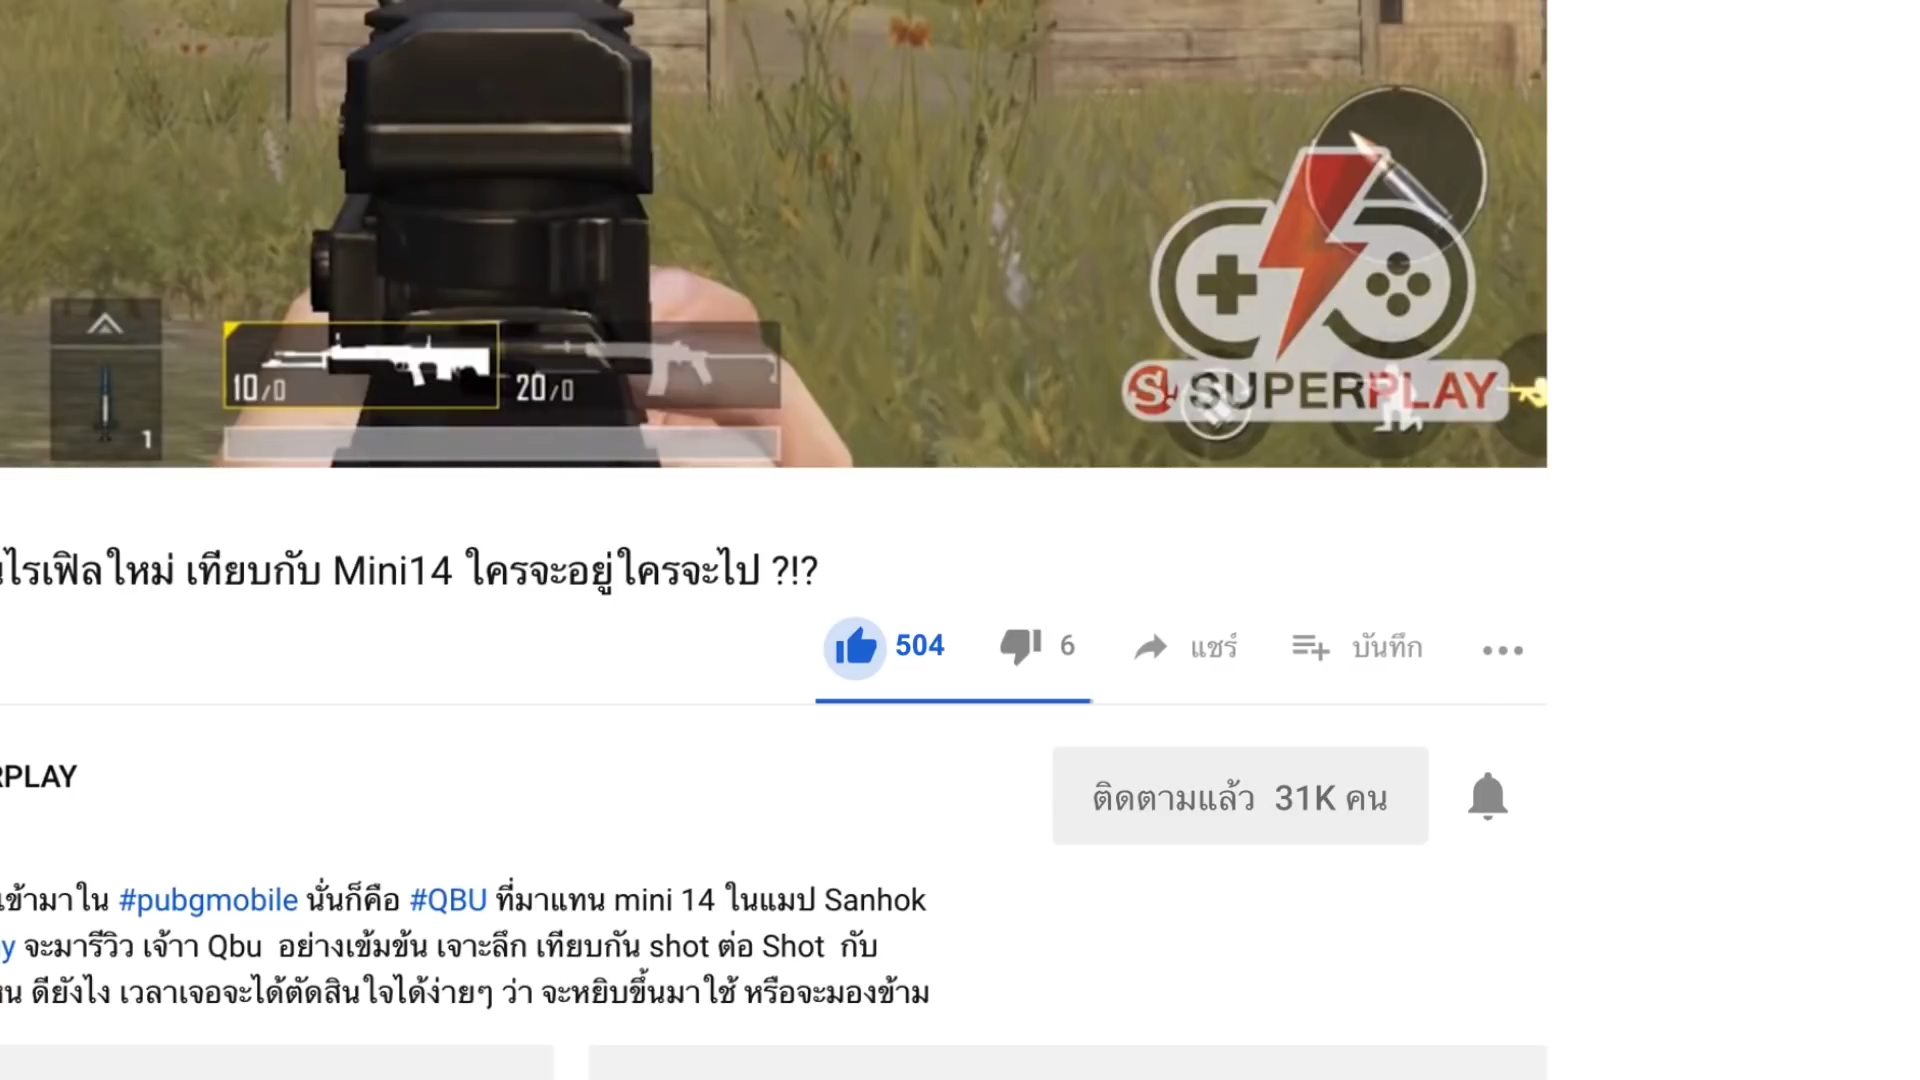 10/0
20/0
1
S SUPERPLAY
ไรเฟิลใหม่ เทียบกับ Mini14 ใครจะอยู่ใครจะไป ?!?
504
6
แชร์
บันทึก
RPLAY
ติดตามแล้ว 31K คน
เข้ามาใน #pubgmobile นั่นก็คือ #QBU ที่มาแทน mini 14 ในแมป Sanhok
y จะมารีวิว เจ้าา Qbu อย่างเข้มข้น เจาะลึก เทียบกัน shot ต่อ Shot กับ
หน ดียังไง เวลาเจอจะได้ตัดสินใจได้ง่ายๆ ว่า จะหยิบขึ้นมาใช้ หรือจะมองข้าม